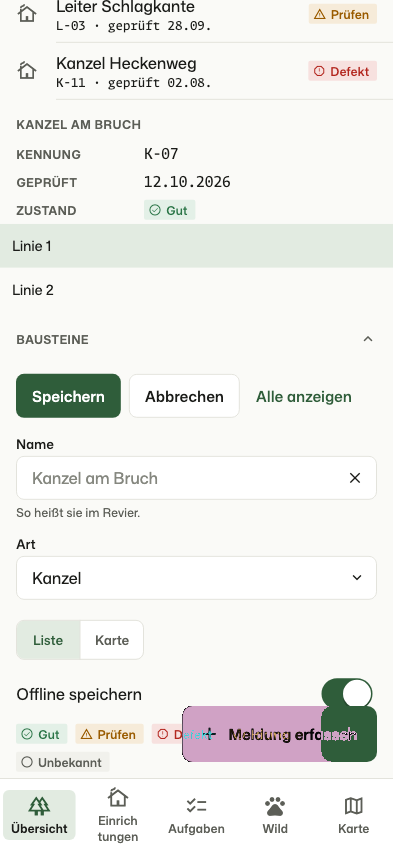 Leiter Schlagkante
L-03 · geprüft 28.09.
Prüfen
Kanzel Heckenweg
K-11 · geprüft 02.08.
Defekt
KANZEL AM BRUCH
KENNUNG K-07
GEPRÜFT 12.10.2026
ZUSTAND Gut
Linie 1
Linie 2
BAUSTEINE
Speichern Abbrechen Alle anzeigen
Name
Kanzel am Bruch
So heißt sie im Revier.
Art
Kanzel
Liste Karte
Offline speichern
Gut Prüfen
Meldung
Unbekannt
Übersicht
Einrich
tungen
Aufgaben
Wild
Karte